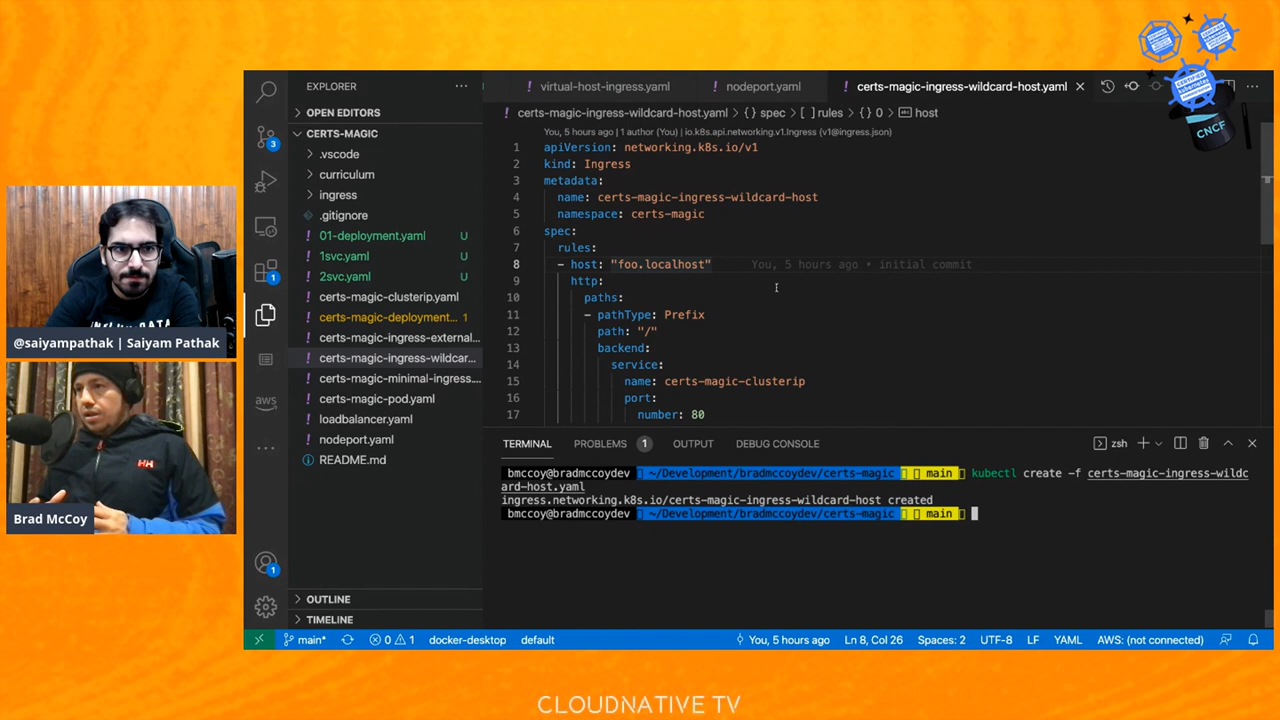 CNCF
@saiyampathak | Saiyam Pathak
Brad McCoy
3
1
1
EXPLORER
OPEN EDITORS
CERTS-MAGIC
.vscode
curriculum
ingress
.gitignore
01-deployment.yaml U
1svc.yaml U
2svc.yaml U
certs-magic-clusterip.yaml
certs-magic-deployment... 1
certs-magic-ingress-external...
certs-magic-ingress-wildcar...
certs-magic-minimal-ingress....
certs-magic-pod.yaml
loadbalancer.yaml
nodeport.yaml
README.md
OUTLINE
TIMELINE
aws
virtual-host-ingress.yaml
nodeport.yaml
certs-magic-ingress-wildcard-host.yaml
certs-magic-ingress-wildcard-host.yaml > {} spec > [ ] rules > {} 0 > abc host
You, 5 hours ago | 1 author (You) | io.k8s.api.networking.v1.Ingress (v1@ingress.json)
1 apiVersion: networking.k8s.io/v1
2 kind: Ingress
3 metadata:
4 name: certs-magic-ingress-wildcard-host
5 namespace: certs-magic
6 spec:
7 rules:
8 - host: "foo.localhost" You, 5 hours ago • initial commit
9 http:
10 paths:
11 - pathType: Prefix
12 path: "/"
13 backend:
14 service:
15 name: certs-magic-clusterip
16 port:
17 number: 80
TERMINAL PROBLEMS 1 OUTPUT DEBUG CONSOLE
zsh
bmccoy@bradmccoydev ~/Development/bradmccoydev/certs-magic main kubectl create -f certs-magic-ingress-wildc
ard-host.yaml
ingress.networking.k8s.io/certs-magic-ingress-wildcard-host created
bmccoy@bradmccoydev ~/Development/bradmccoydev/certs-magic main
main* 0 1 docker-desktop default You, 5 hours ago Ln 8, Col 26 Spaces: 2 UTF-8 LF YAML AWS: (not connected)
CLOUDNATIVE TV